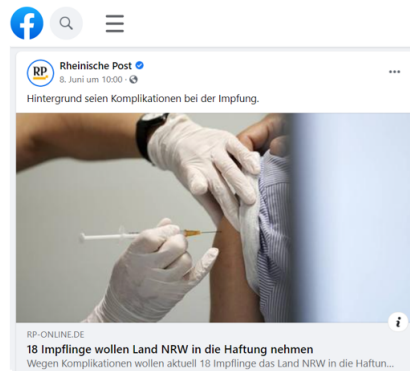 RP
Rheinische Post
8. Juni um 10:00 ·
Hintergrund seien Komplikationen bei der Impfung.
RP-ONLINE.DE
18 Impflinge wollen Land NRW in die Haftung nehmen
Wegen Komplikationen wollen aktuell 18 Impflinge das Land NRW in die Haftun...